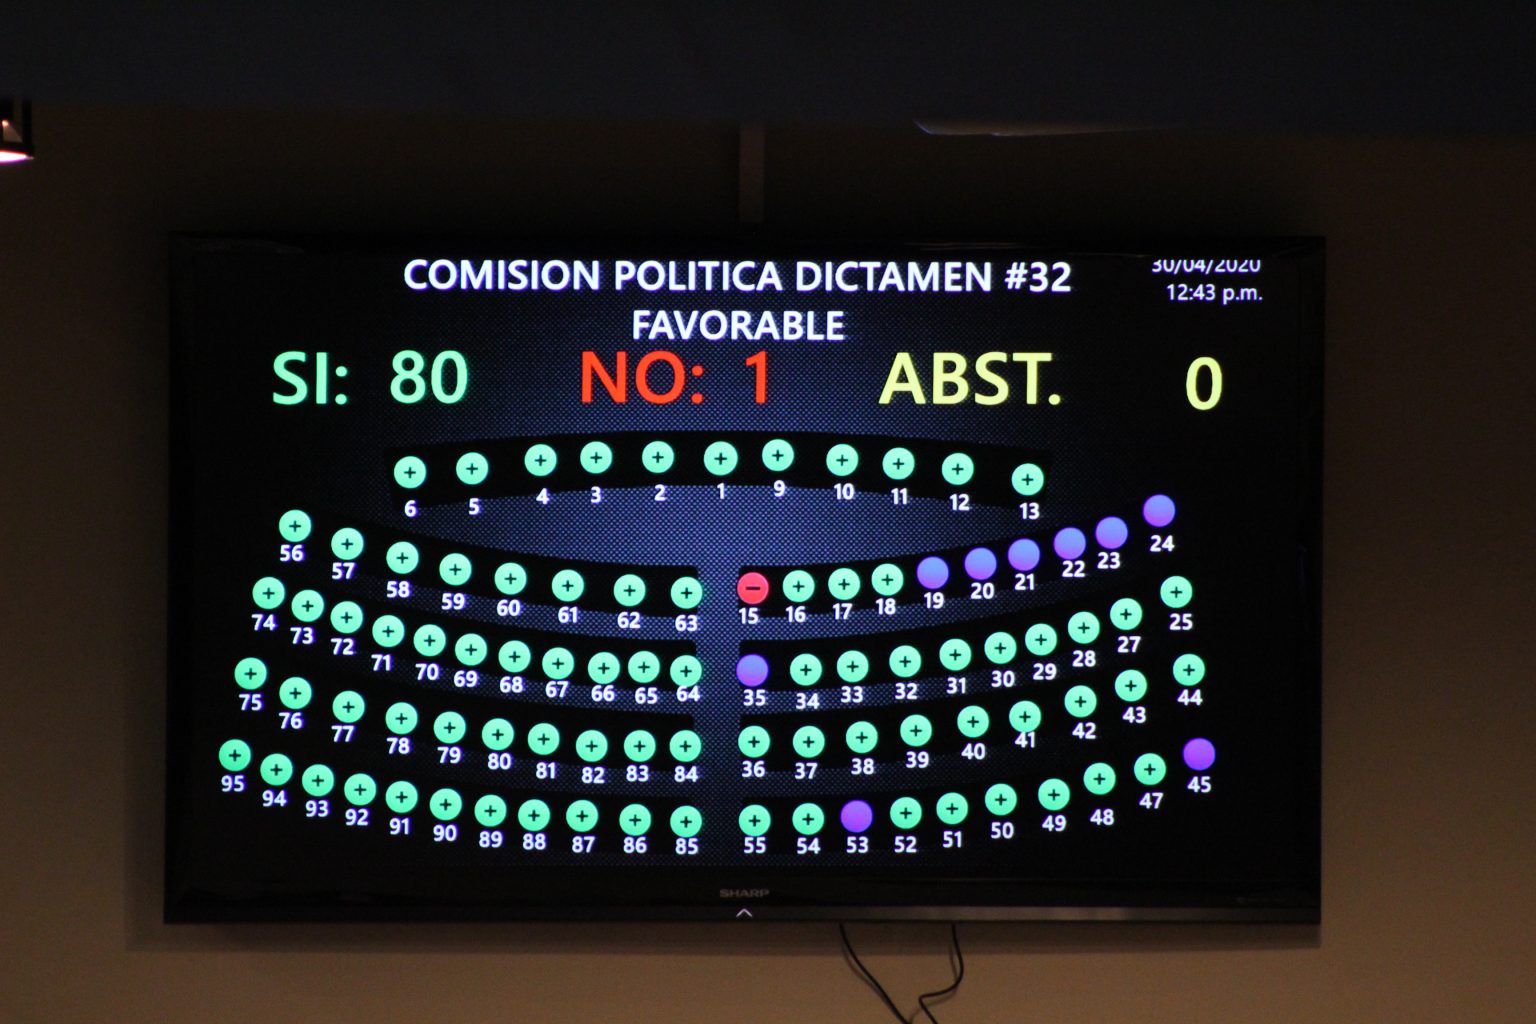 COMISION POLITICA DICTAMEN #32
30/04/2020
FAVORABLE
12:43 p.m.
SI: 80 NO: 1 ABST. 0
6 5 4 3 2 1 9 10 11 12 13
56 57 58 59 60 61 62 63 15 16 17 18 19 20 21 22 23 24
74 73 72 71 70 69 68 67 66 65 64 35 34 33 32 31 30 29 28 27 25
75 76 77 78 79 80 81 82 83 84 36 37 38 39 40 41 42 43 44
95 94 93 92 91 90 89 88 87 86 85 55 54 53 52 51 50 49 48 47 45
SHARP